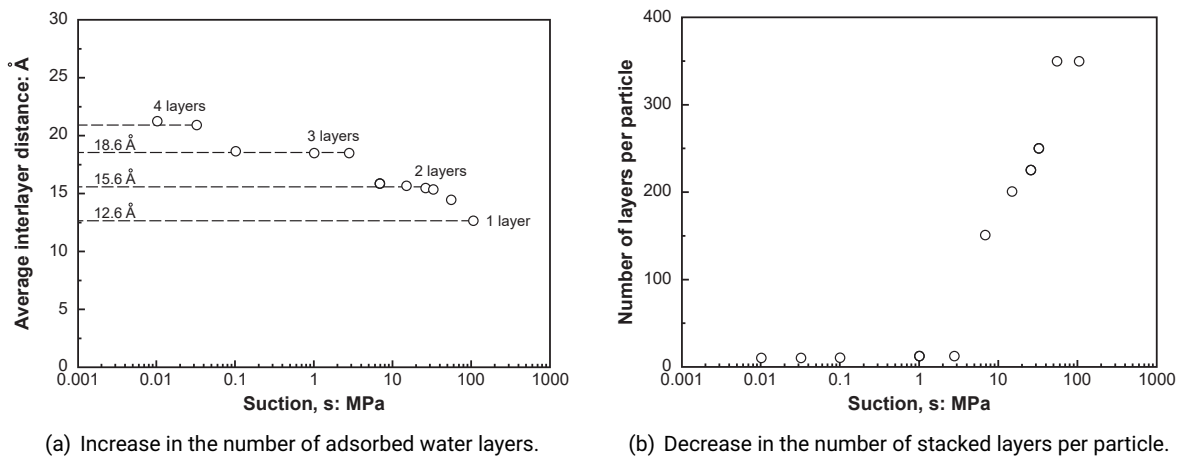 30
25
20
15
10
5
0
Average interlayer distance: Å
4 layers
18.6 Å
3 layers
15.6 Å
2 layers
12.6 Å
1 layer
0.001 0.01 0.1 1 10 100 1000
Suction, s: MPa
(a) Increase in the number of adsorbed water layers.
400
300
200
100
0
Number of layers per particle
0.001 0.01 0.1 1 10 100 1000
Suction, s: MPa
(b) Decrease in the number of stacked layers per particle.